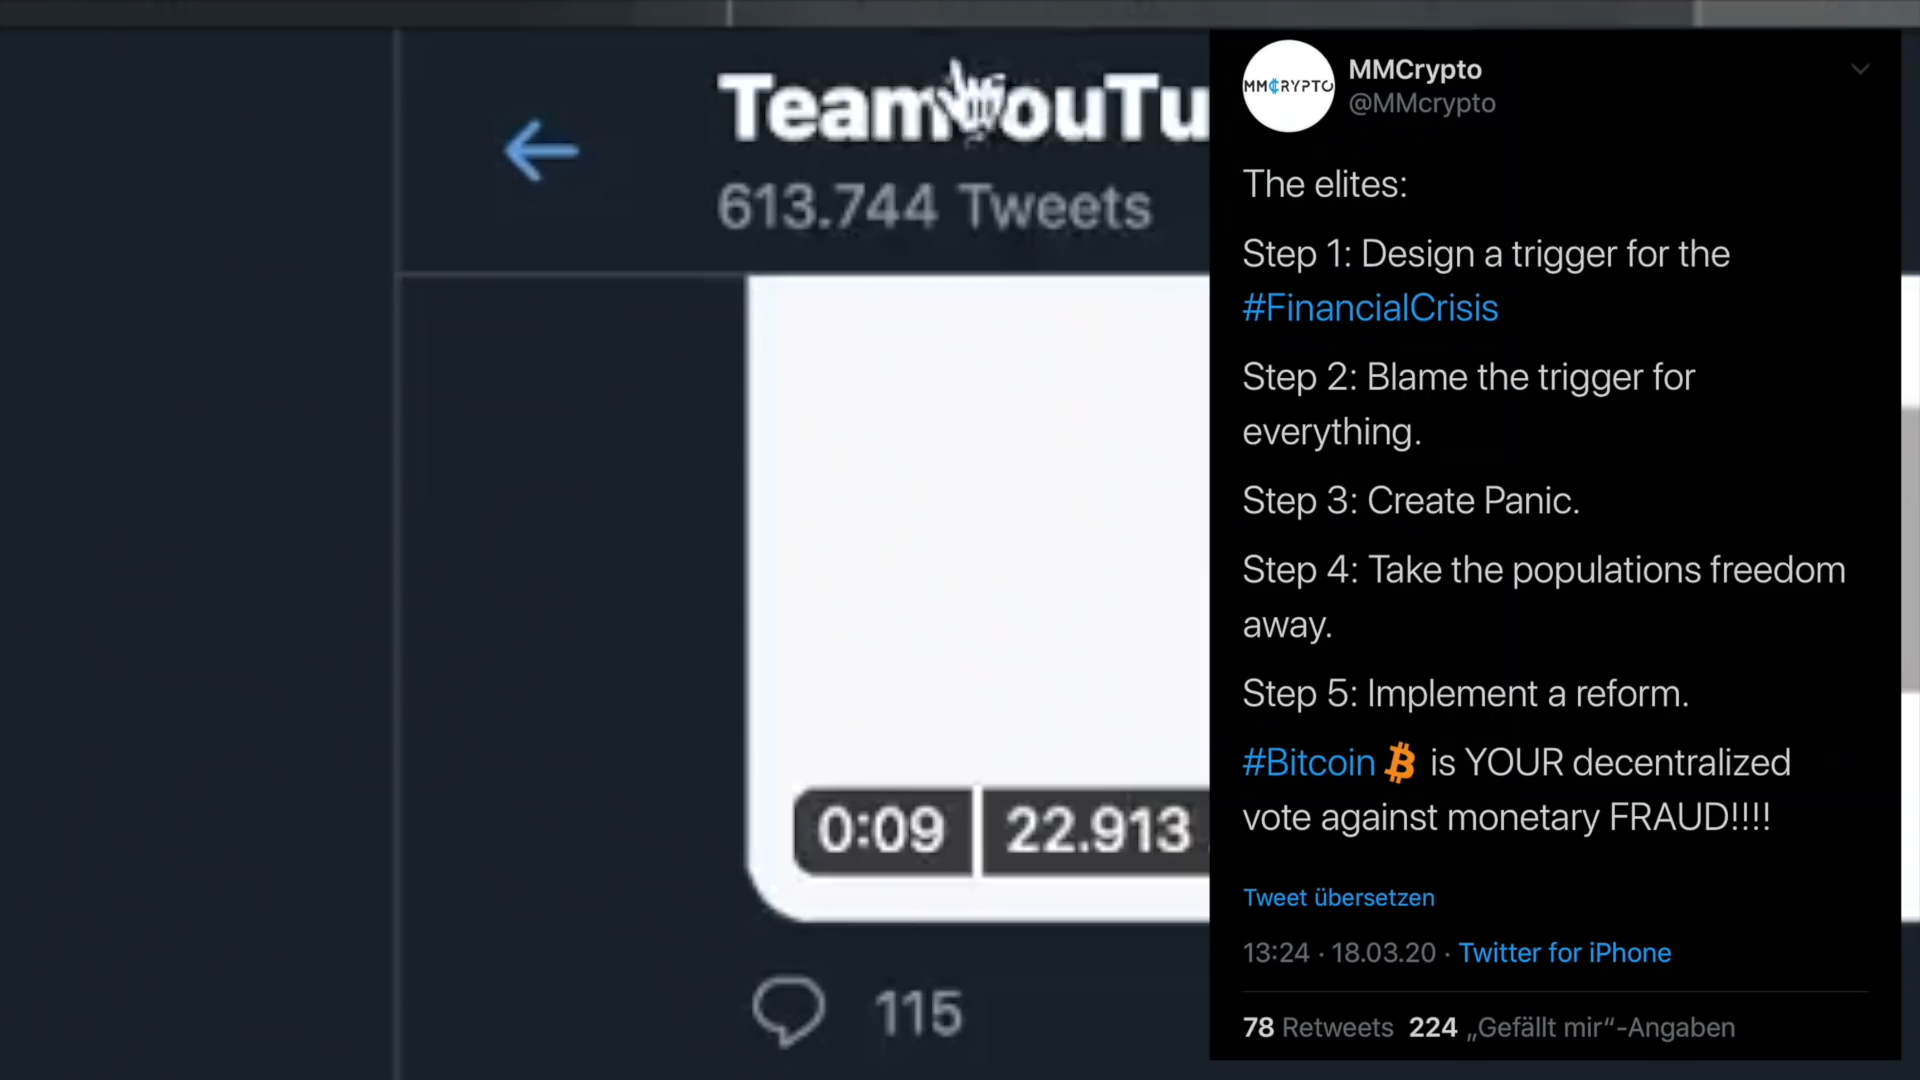 TeamYouTu
613.744 Tweets
0:09
22.913
115
MMCRYPTO
MMCrypto
@MMcrypto
The elites:
Step 1: Design a trigger for the
#FinancialCrisis
Step 2: Blame the trigger for
everything.
Step 3: Create Panic.
Step 4: Take the populations freedom
away.
Step 5: Implement a reform.
#Bitcoin ₿ is YOUR decentralized
vote against monetary FRAUD!!!!
Tweet übersetzen
13:24 · 18.03.20 · Twitter for iPhone
78 Retweets 224 „Gefällt mir“-Angaben